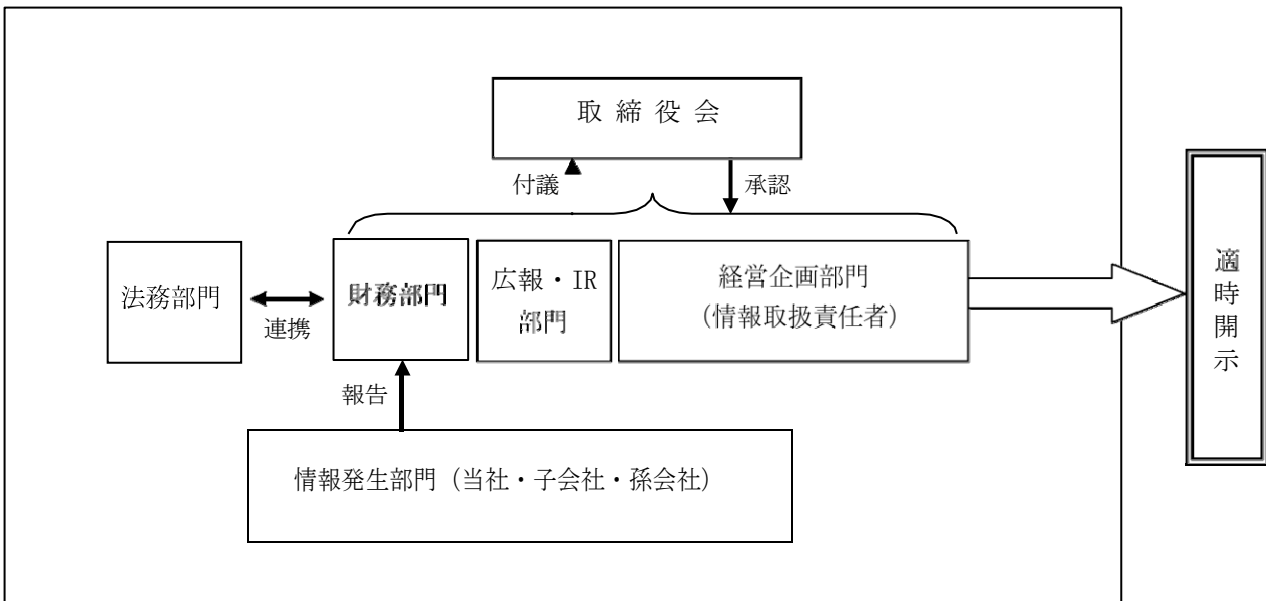 取締役会
付議
承認
法務部門
連携
財務部門
広報・IR
部門
経営企画部門
(情報取扱責任者)
適時開示
報告
情報発生部門（当社・子会社・孫会社）